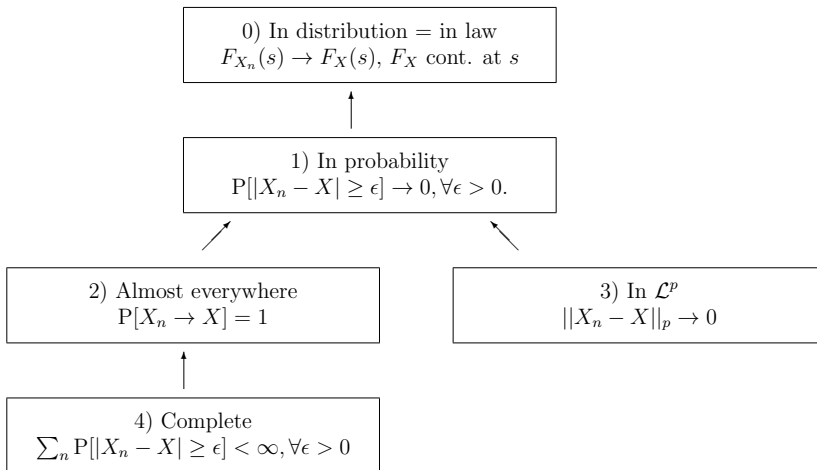 0) In distribution = in law
F_{X_n}(s) → F_X(s), F_X cont. at s
1) In probability
P[|X_n − X| ≥ ϵ] → 0, ∀ϵ > 0.
2) Almost everywhere
P[X_n → X] = 1
3) In ℒ^p
||X_n − X||_p → 0
4) Complete
∑_n P[|X_n − X| ≥ ϵ] < ∞, ∀ϵ > 0